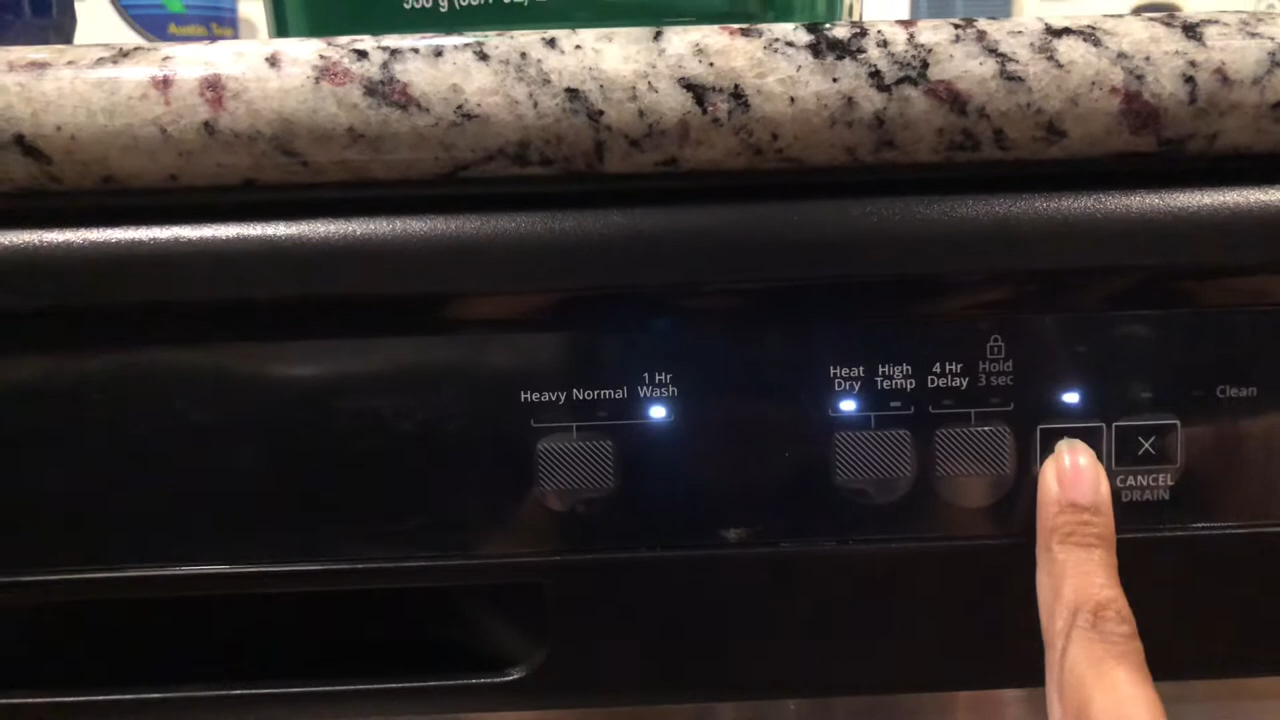 Heavy Normal
1 Hr
Wash
Heat
Dry
High
Temp
4 Hr
Delay
Hold
3 sec
Clean
CANCEL
DRAIN